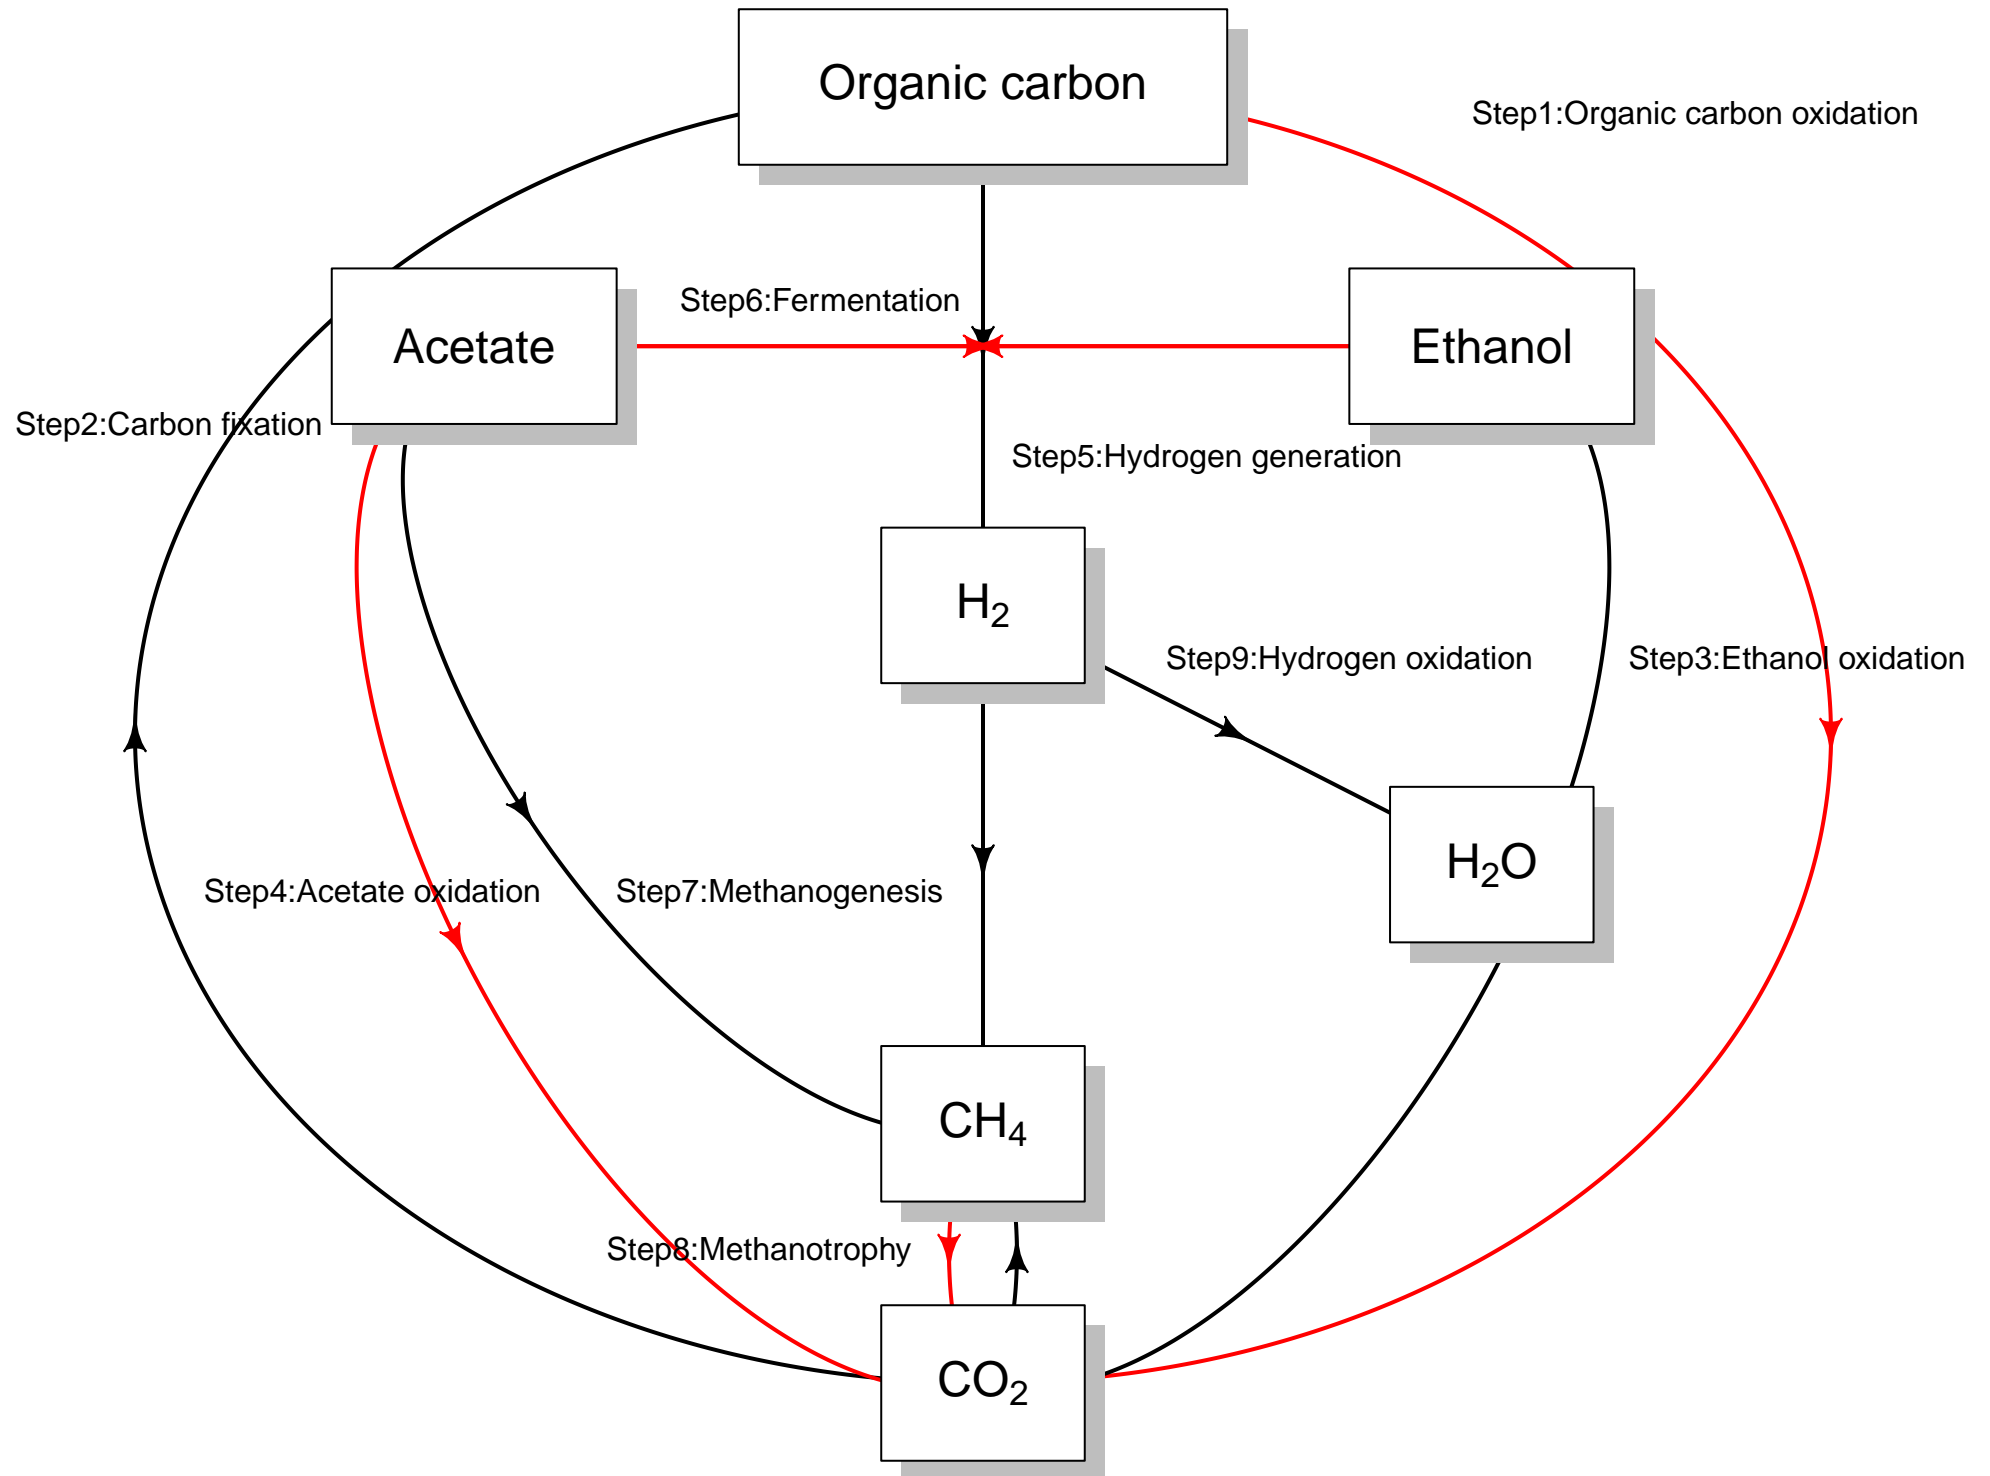 Organic carbon
Step1:Organic carbon oxidation
Step6:Fermentation
Acetate
Ethanol
Step2:Carbon fixation
Step5:Hydrogen generation
H₂
Step9:Hydrogen oxidation
Step3:Ethanol oxidation
H₂O
Step4:Acetate oxidation
Step7:Methanogenesis
CH₄
Step8:Methanotrophy
CO₂